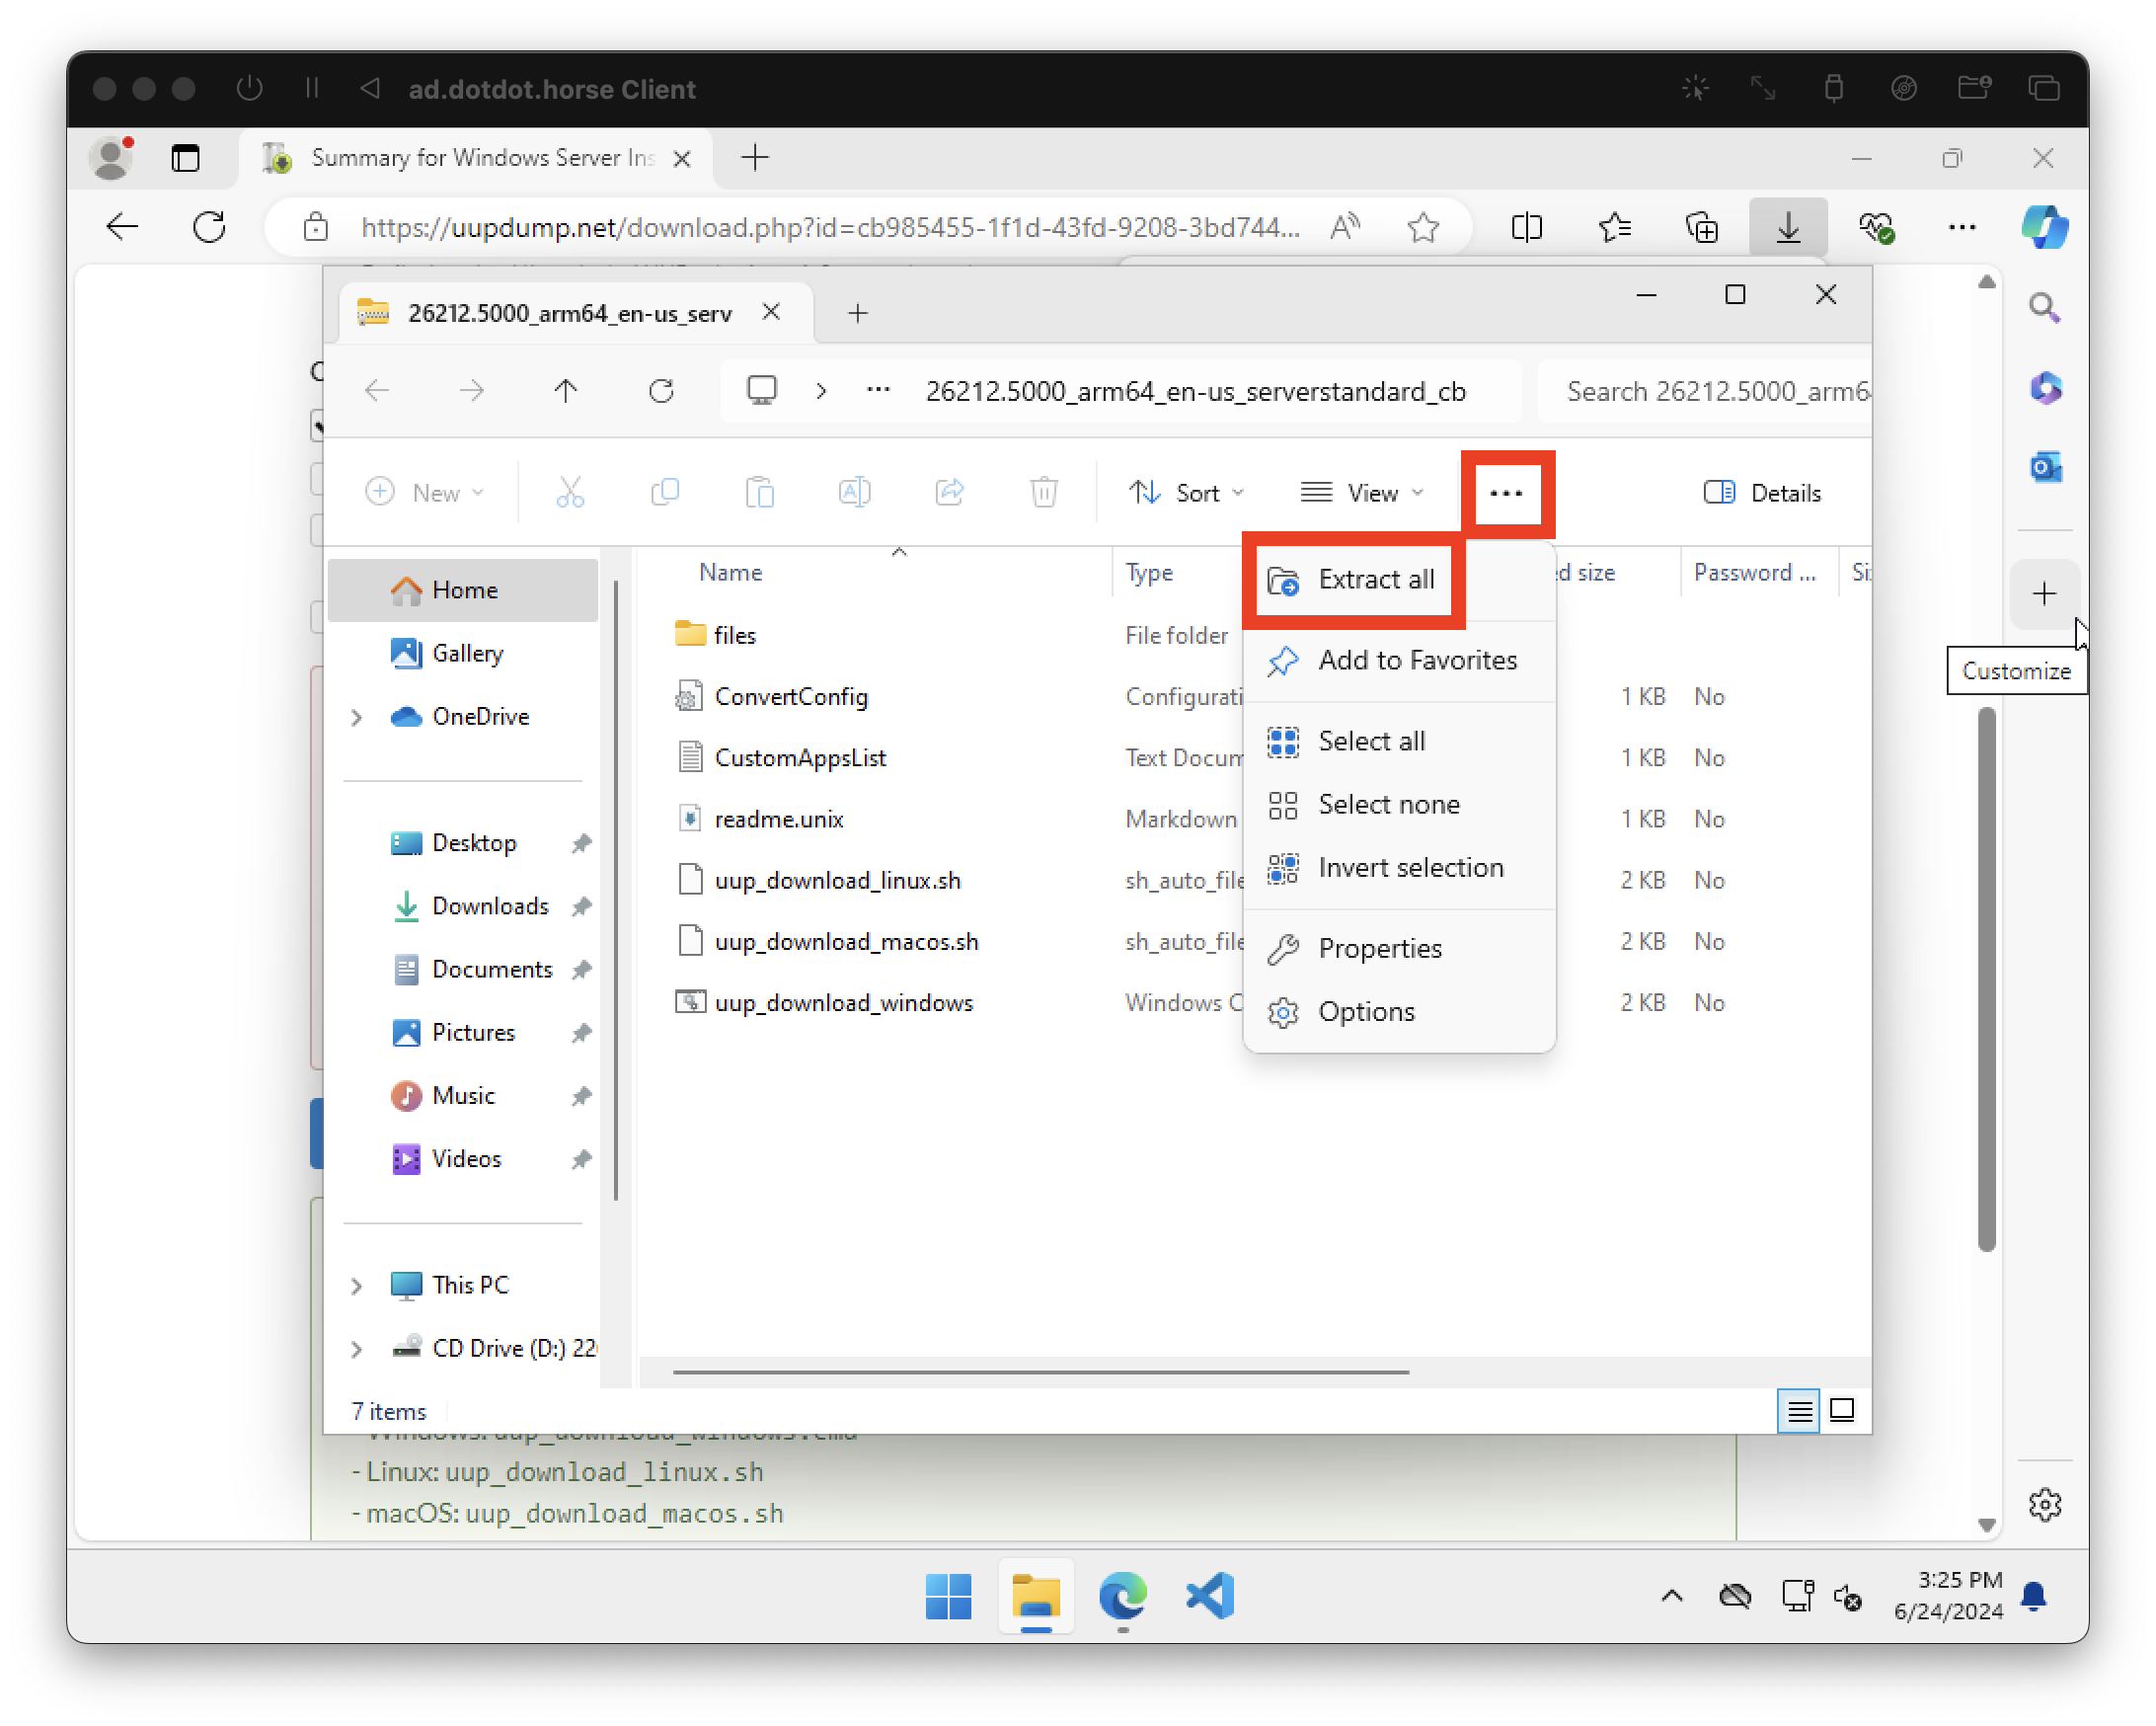 ad.dotdot.horse Client
Summary for Windows Server Ins
https://uupdump.net/download.php?id=cb985455-1f1d-43fd-9208-3bd744...
26212.5000_arm64_en-us_serv
26212.5000_arm64_en-us_serverstandard_cb
Search 26212.5000_arm64
New
Sort
View
Details
Name
Type
ed size
Password ...
Si
Extract all
Add to Favorites
Select all
Select none
Invert selection
Properties
Options
Home
Gallery
OneDrive
Desktop
Downloads
Documents
Pictures
Music
Videos
This PC
CD Drive (D:) 22
files
File folder
ConvertConfig
Configurati
1 KB
No
CustomAppsList
Text Docum
1 KB
No
readme.unix
Markdown
1 KB
No
uup_download_linux.sh
sh_auto_file
2 KB
No
uup_download_macos.sh
sh_auto_file
2 KB
No
uup_download_windows
Windows C
2 KB
No
7 items
Customize
- Linux: uup_download_linux.sh
- macOS: uup_download_macos.sh
3:25 PM
6/24/2024